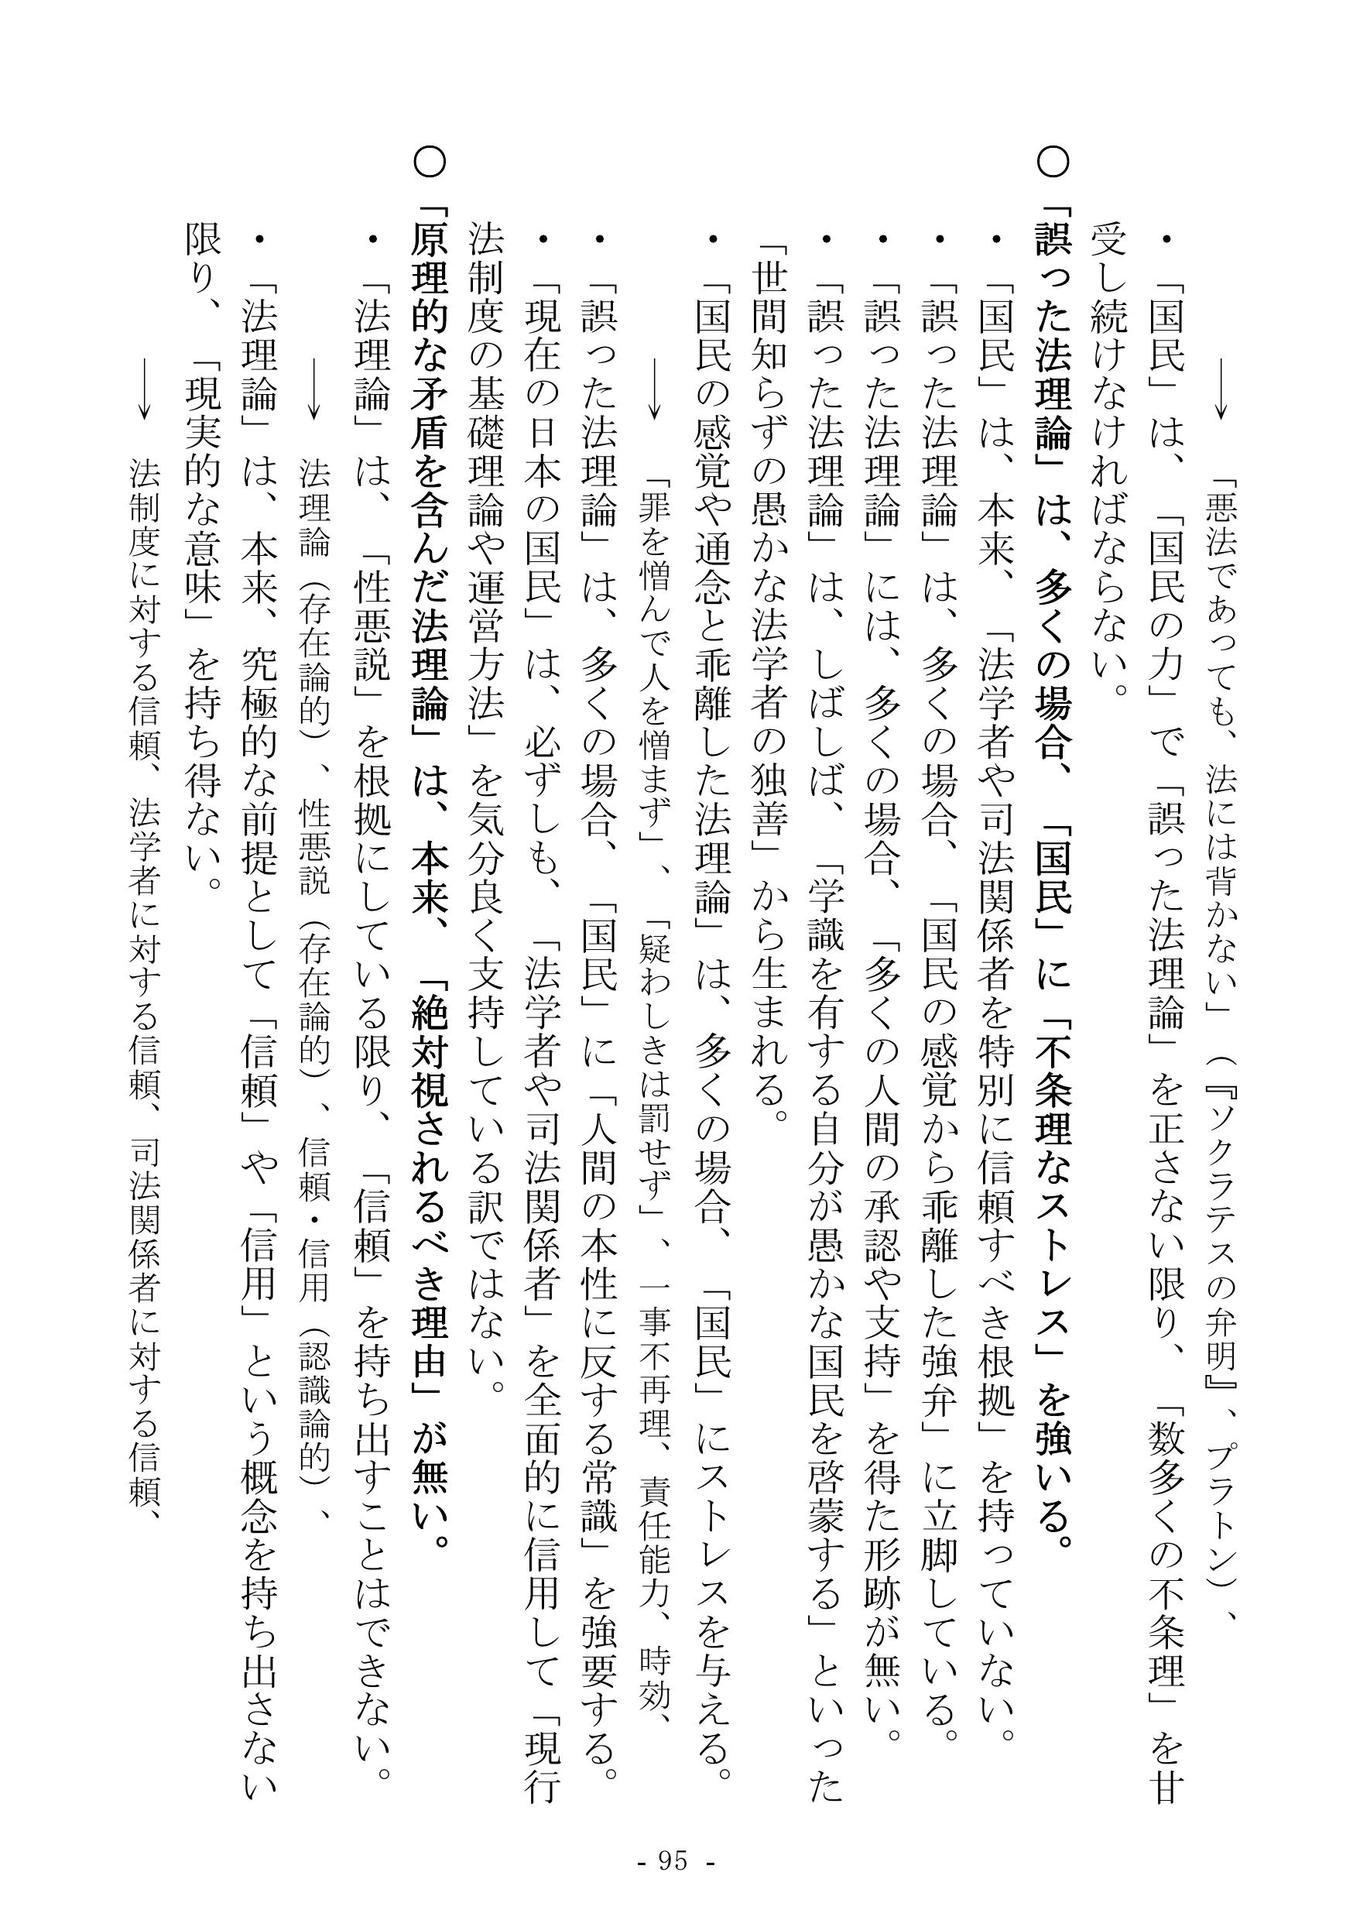 →　「悪法であっても、法には背かない」（『ソクラテスの弁明』、プラトン）、
・「国民」は、「国民の力」で「誤った法理論」を正さない限り、「数多くの不条理」を甘
受し続けなければならない。
○「誤った法理論」は、多くの場合、「国民」に「不条理なストレス」を強いる。
・「国民」は、本来、「法学者や司法関係者を特別に信頼すべき根拠」を持っていない。
・「誤った法理論」は、多くの場合、「国民の感覚から乖離した強弁」に立脚している。
・「誤った法理論」には、多くの場合、「多くの人間の承認や支持」を得た形跡が無い。
・「誤った法理論」は、しばしば、「学識を有する自分が愚かな国民を啓蒙する」といった
「世間知らずの愚かな法学者の独善」から生まれる。
・「国民の感覚や通念と乖離した法理論」は、多くの場合、「国民」にストレスを与える。
→　「罪を憎んで人を憎まず」、「疑わしきは罰せず」、一事不再理、責任能力、時効、
・「誤った法理論」は、多くの場合、「国民」に「人間の本性に反する常識」を強要する。
・「現在の日本の国民」は、必ずしも、「法学者や司法関係者」を全面的に信用して「現行
法制度の基礎理論や運営方法」を気分良く支持している訳ではない。
○「原理的な矛盾を含んだ法理論」は、本来、「絶対視されるべき理由」が無い。
・「法理論」は、「性悪説」を根拠にしている限り、「信頼」を持ち出すことはできない。
→　法理論（存在論的）、性悪説（存在論的）、信頼・信用（認識論的）、
・「法理論」は、本来、究極的な前提として「信頼」や「信用」という概念を持ち出さない
限り、「現実的な意味」を持ち得ない。
→　法制度に対する信頼、法学者に対する信頼、司法関係者に対する信頼、
- 95 -